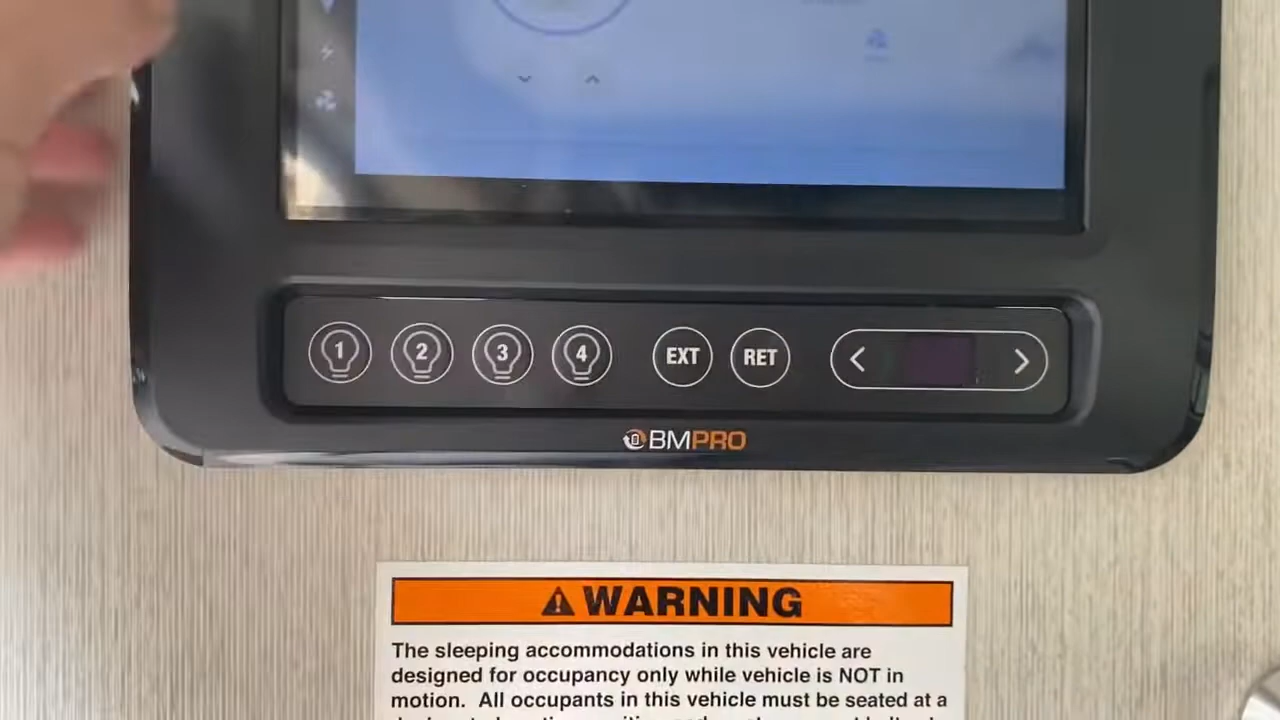 1 2 3 4 EXT RET < >
BMPRO
WARNING
The sleeping accommodations in this vehicle are
designed for occupancy only while vehicle is NOT in
motion. All occupants in this vehicle must be seated at a